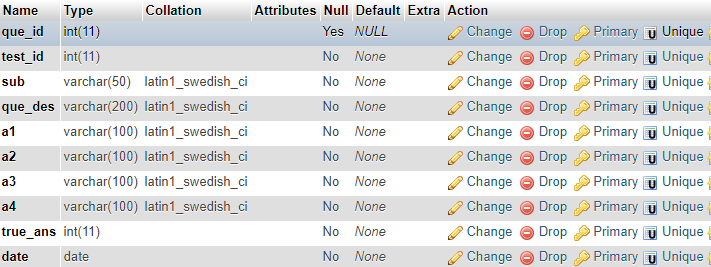 Name Type Collation Attributes Null Default Extra Action
que_id int(11) Yes NULL Change Drop Primary Unique
test_id int(11) No None Change Drop Primary Unique
sub varchar(50) latin1_swedish_ci No None Change Drop Primary Unique
que_des varchar(200) latin1_swedish_ci No None Change Drop Primary Unique
a1 varchar(100) latin1_swedish_ci No None Change Drop Primary Unique
a2 varchar(100) latin1_swedish_ci No None Change Drop Primary Unique
a3 varchar(100) latin1_swedish_ci No None Change Drop Primary Unique
a4 varchar(100) latin1_swedish_ci No None Change Drop Primary Unique
true_ans int(11) No None Change Drop Primary Unique
date date No None Change Drop Primary Unique